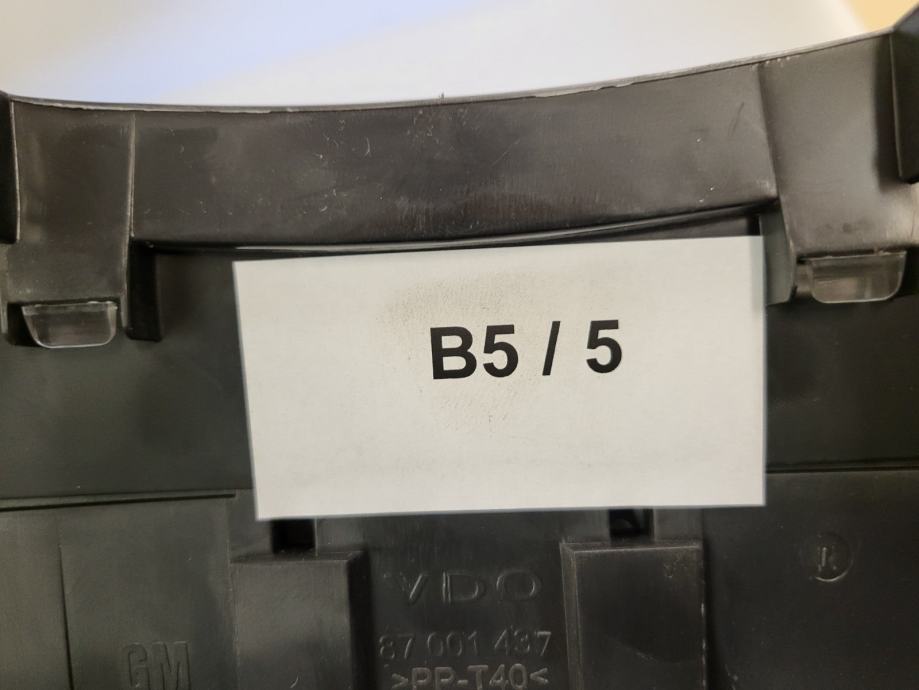 B5 / 5
R
VDO
87 001 437
GM
>PP-T40<